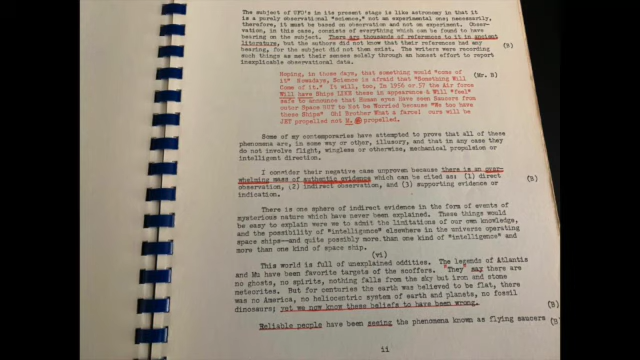 The subject of UFO's in its present stage is like astronomy in that it
is a purely observational "science," not an experimental one; necessarily,
therefore, it must be based on observation and not on experiment. Obser-
vation, in this case, consists of everything which can be found to have
bearing on the subject. There are thousands of references to it in ancient
literature, but the authors did not know that their references had any (B)
bearing, for the subject did not then exist. The writers were recording
such things as met their senses solely through an honest effort to report
inexplicable observational data.
Hoping, in those days, that something would "come of
it" Nowadays, Science is afraid that "Something Will (Mr. B)
Come of it". It will, too, In 1956 or 57 the Air force
Will have Ships LIKE these in appearance & Will "feel"
safe to announce that Human eyes have Seen Saucers from
outer Space NOT to Not be Worried because "We too have
these Ships" Ohi Brother What a farce! ours will be
JET propelled not M. propelled.
Some of my contemporaries have attempted to prove that all of these
phenomena are, in some way or other, illusory, and that in any case they
do not involve flight, wingless or otherwise, mechanical propulsion or
intelligent direction.
I consider their negative case unproven because there is an over-
whelming mass of authentic evidence which can be cited as: (1) direct
observation, (2) indirect observation, and (3) supporting evidence or
indication.
There is one sphere of indirect evidence in the form of events of
mysterious nature which have never been explained. These things would
be easy to explain were we to admit the limitations of our own knowledge,
and the possibility of "intelligence" elsewhere in the universe operating
space ships—and quite possibly more than one kind of "intelligence" and
more than one kind of space ship.
(vi)
This world is full of unexplained oddities. The legends of Atlantis
and Mu have been favorite targets of the scoffers. "They" say there are
no ghosts, no spirits, nothing falls from the sky but iron and stone
meteorites. But for centuries the earth was believed to be flat, there
was no America, no heliocentric system of earth and planets, no fossil
dinosaurs; yet we now know these beliefs to have been wrong. (B)
Reliable people have been seeing the phenomena known as flying saucers (B)
ii